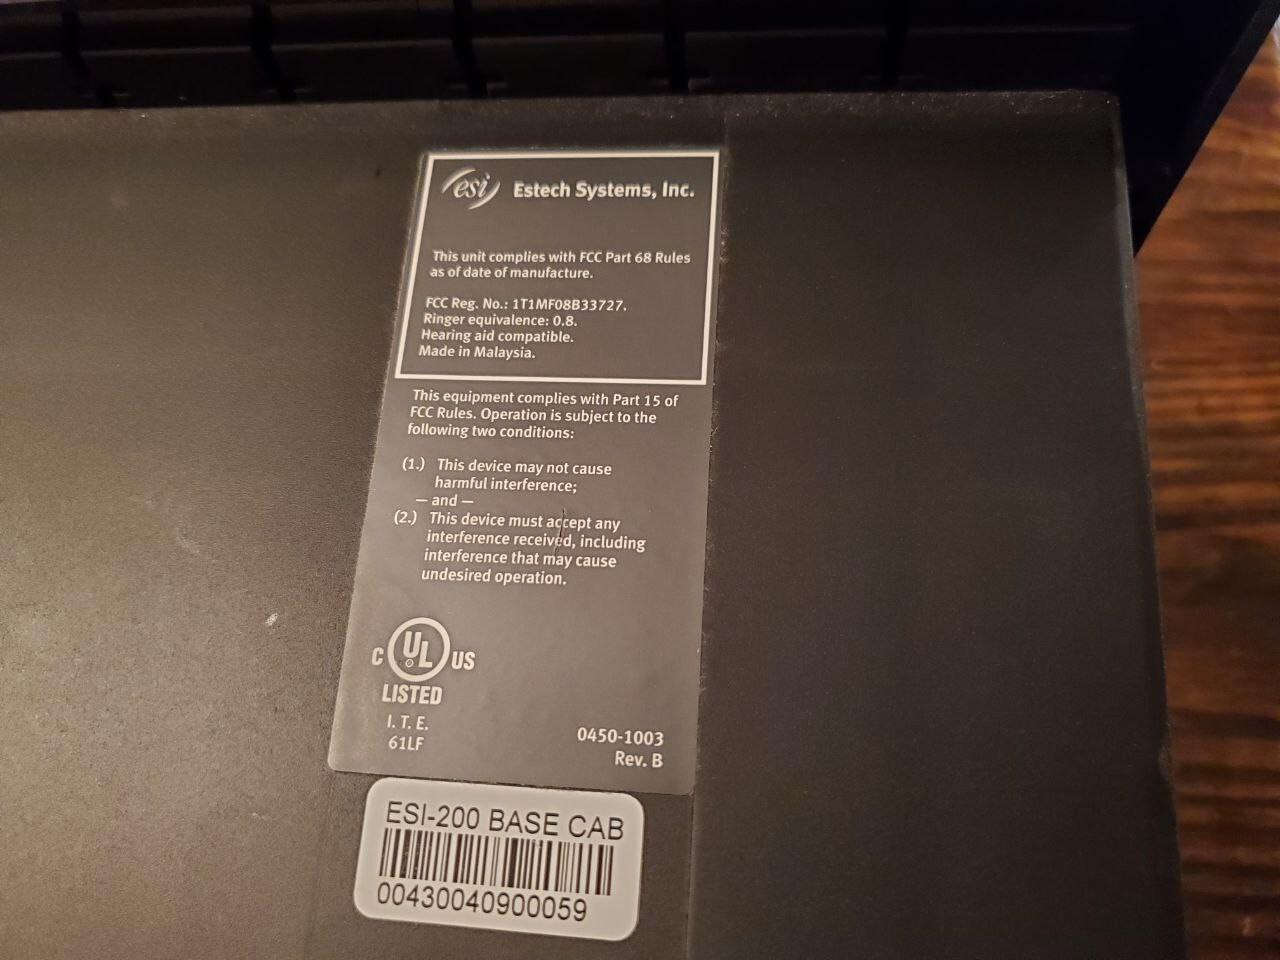 esi Estech Systems, Inc.
This unit complies with FCC Part 68 Rules
as of date of manufacture.
FCC Reg. No.: 1T1MF08B33727.
Ringer equivalence: 0.8.
Hearing aid compatible.
Made in Malaysia.
This equipment complies with Part 15 of
FCC Rules. Operation is subject to the
following two conditions:
(1.) This device may not cause
harmful interference;
— and —
(2.) This device must accept any
interference received, including
interference that may cause
undesired operation.
C UL US
LISTED
I. T. E.
61LF
0450-1003
Rev. B
ESI-200 BASE CAB
00430040900059